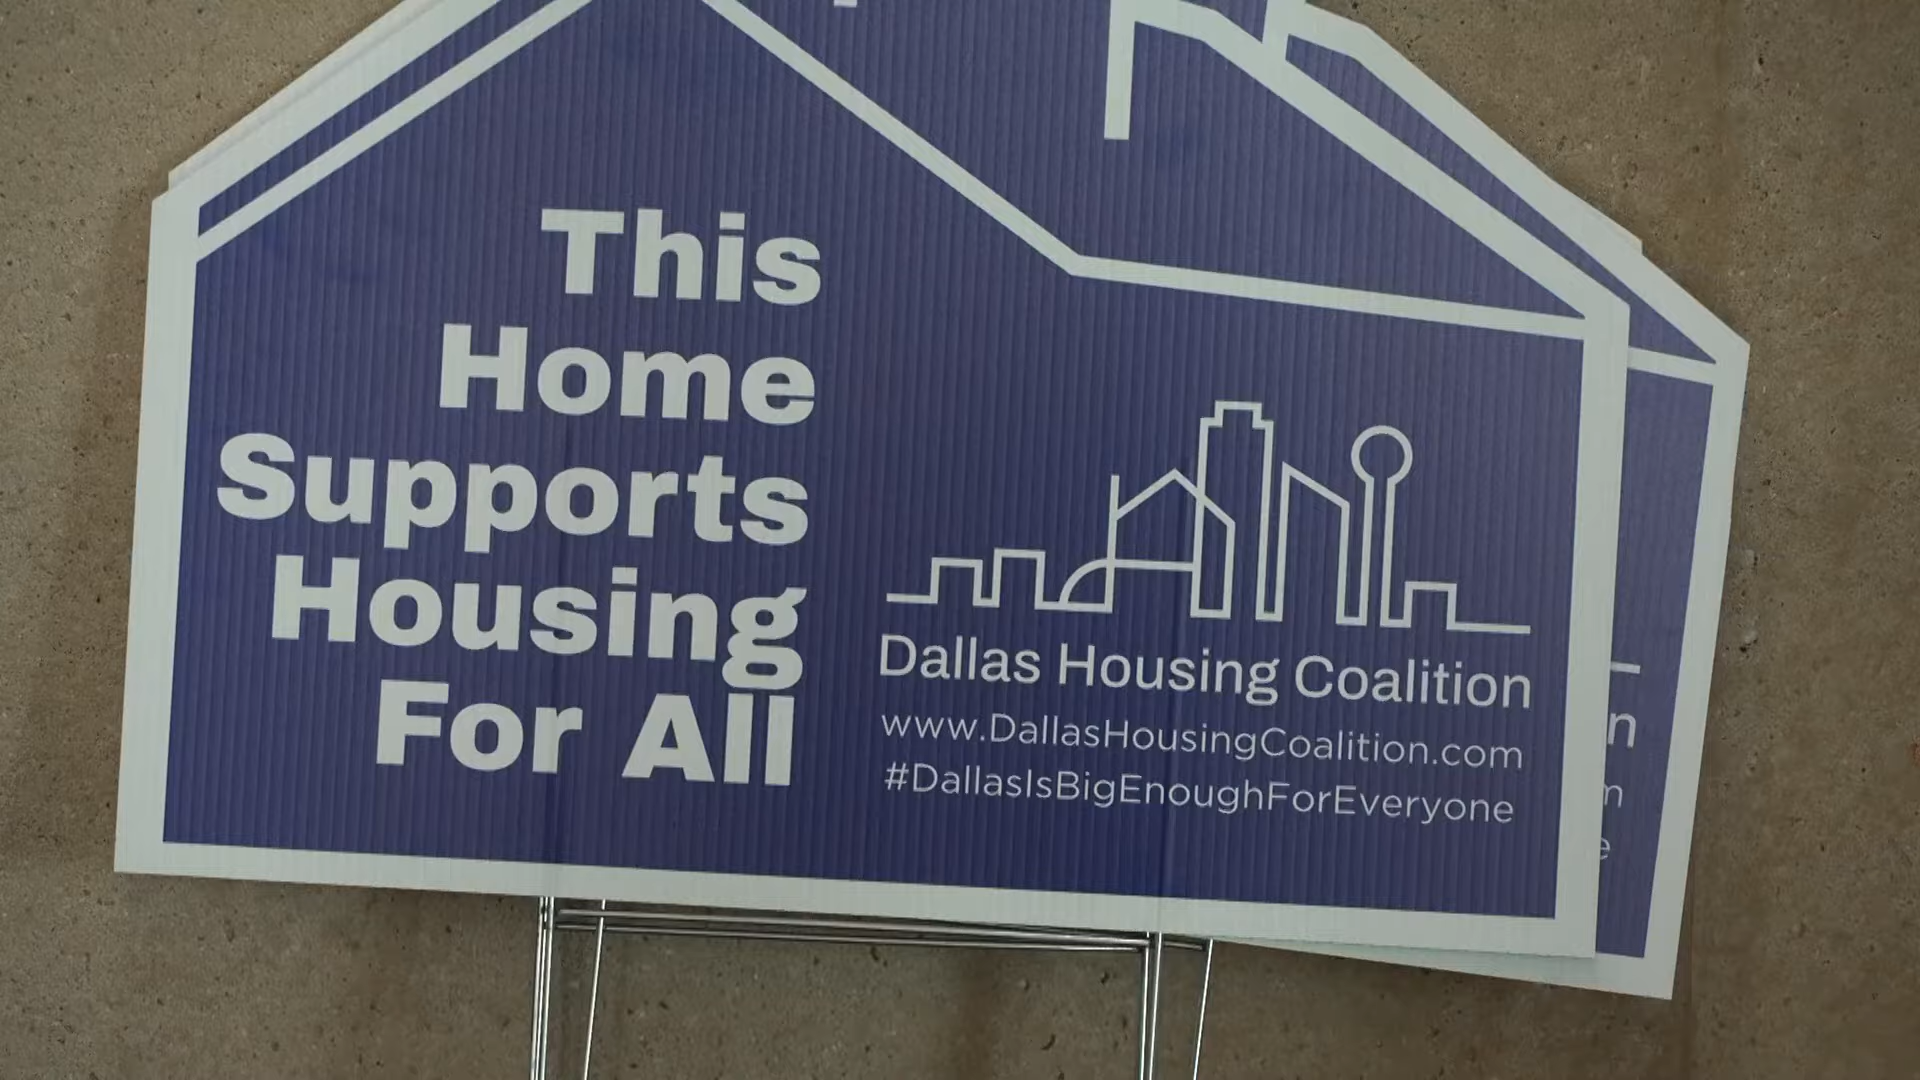 This
Home
Supports
Housing
For All
Dallas Housing Coalition
www.DallasHousingCoalition.com
#DallasIsBigEnoughForEveryone
n
m
e